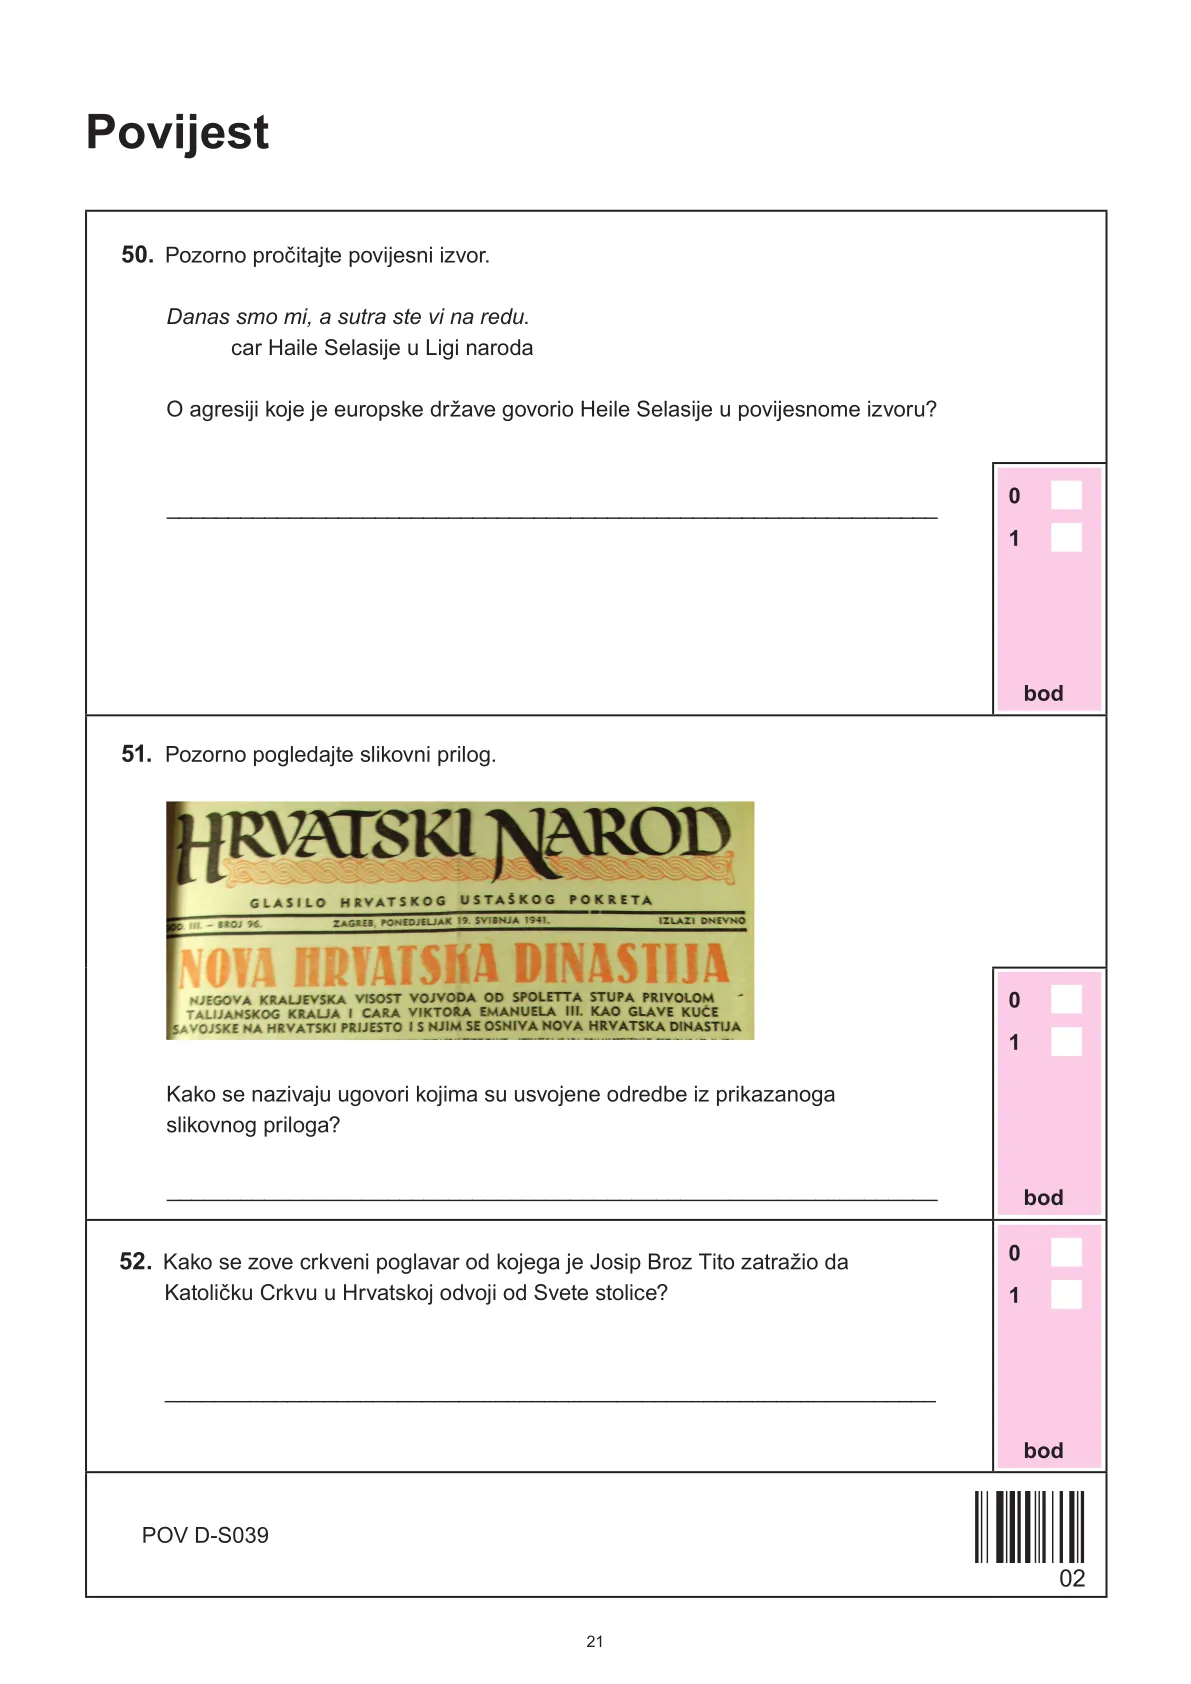 Povijest
50. Pozorno pročitajte povijesni izvor.
Danas smo mi, a sutra ste vi na redu.
car Haile Selasije u Ligi naroda
O agresiji koje je europske države govorio Heile Selasije u povijesnome izvoru?
0
1
bod
51. Pozorno pogledajte slikovni prilog.
HRVATSKI NAROD
GLASILO HRVATSKOG USTAŠKOG POKRETA
GOD. III. – BROJ 96. ZAGREB, PONEDJELJAK 19. SVIBNJA 1941. IZLAZI DNEVNO
NOVA HRVATSKA DINASTIJA
NJEGOVA KRALJEVSKA VISOST VOJVODA OD SPOLETTA STUPA PRIVOLOM
TALIJANSKOG KRALJA I CARA VIKTORA EMANUELA III. KAO GLAVE KUĆE
SAVOJSKE NA HRVATSKI PRIJESTO I S NJIM SE OSNIVA NOVA HRVATSKA DINASTIJA
Kako se nazivaju ugovori kojima su usvojene odredbe iz prikazanoga
slikovnog priloga?
0
1
bod
52. Kako se zove crkveni poglavar od kojega je Josip Broz Tito zatražio da
Katoličku Crkvu u Hrvatskoj odvoji od Svete stolice?
0
1
bod
POV D-S039
02
21